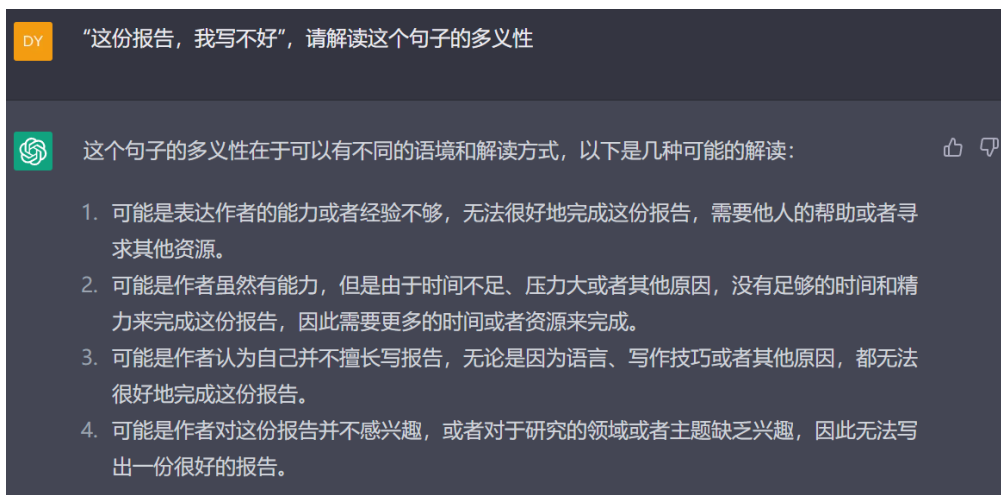 DY
“这份报告，我写不好”，请解读这个句子的多义性
这个句子的多义性在于可以有不同的语境和解读方式，以下是几种可能的解读：
1. 可能是表达作者的能力或者经验不够，无法很好地完成这份报告，需要他人的帮助或者寻
求其他资源。
2. 可能是作者虽然有能力，但是由于时间不足、压力大或者其他原因，没有足够的时间和精
力来完成这份报告，因此需要更多的时间或者资源来完成。
3. 可能是作者认为自己并不擅长写报告，无论是因为语言、写作技巧或者其他原因，都无法
很好地完成这份报告。
4. 可能是作者对这份报告并不感兴趣，或者对于研究的领域或者主题缺乏兴趣，因此无法写
出一份很好的报告。